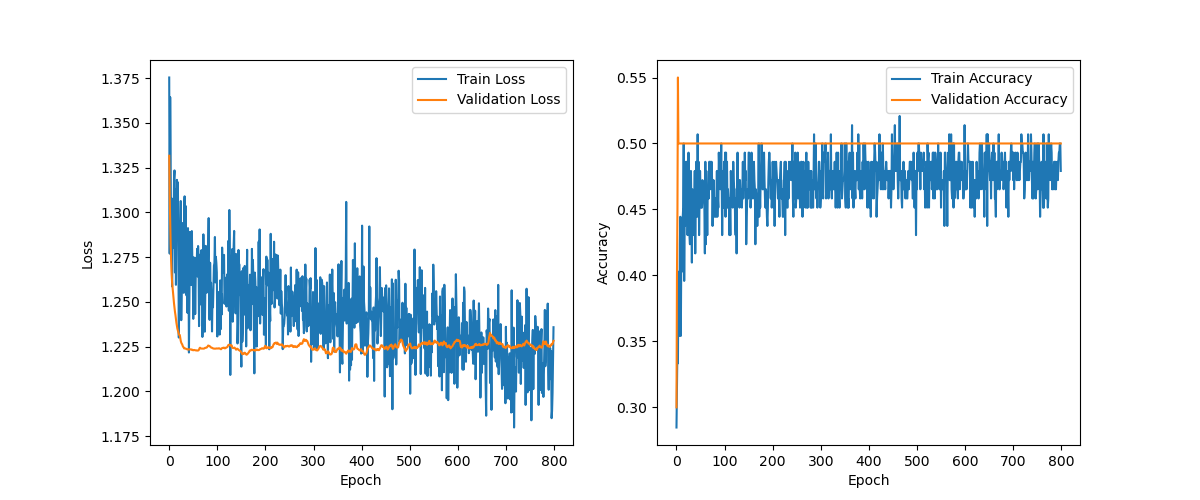 1.375
1.350
1.325
1.300
1.275
1.250
1.225
1.200
1.175
Loss
0 100 200 300 400 500 600 700 800
Epoch
Train Loss
Validation Loss
0.55
0.50
0.45
0.40
0.35
0.30
Accuracy
0 100 200 300 400 500 600 700 800
Epoch
Train Accuracy
Validation Accuracy